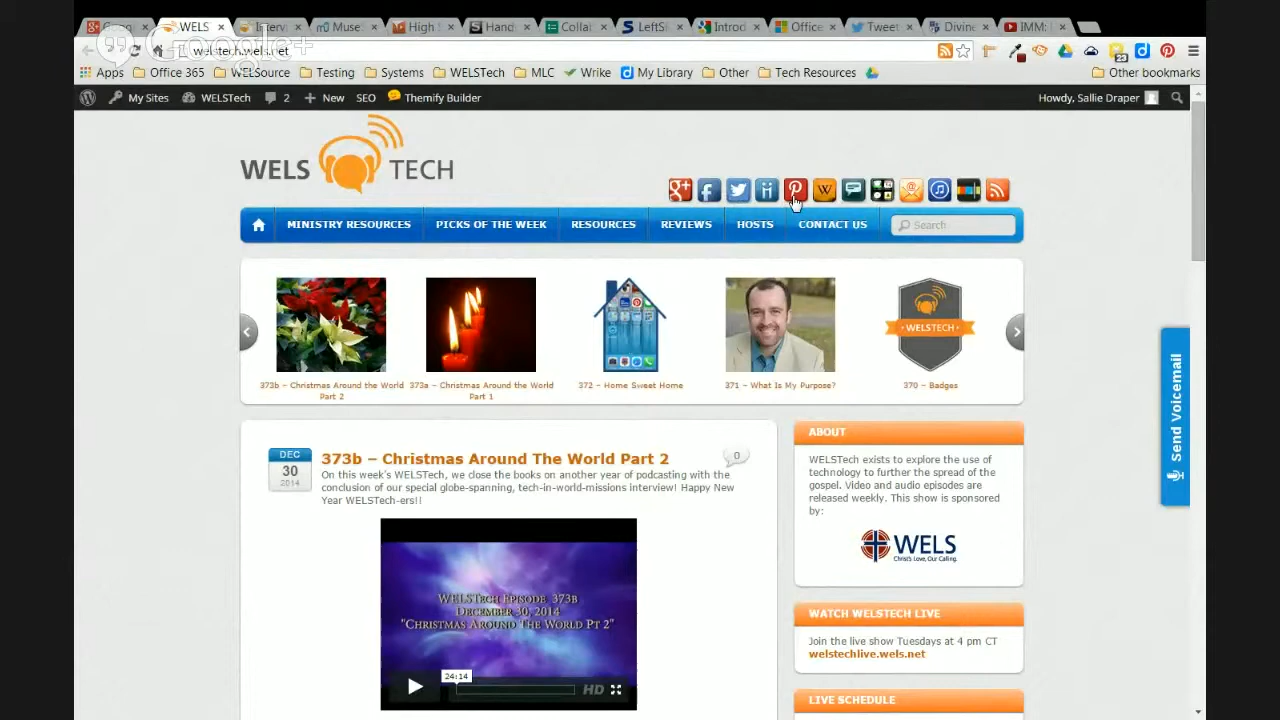 WELS
Interv
Muse
High S
Hand
Collab
LeftSl
Introd
Office
Tweet
Divine
IMM:
Google+
welstech.wels.net
23
Apps
Office 365
WELSource
Testing
Systems
WELSTech
MLC
Wrike
My Library
Other
Tech Resources
Other bookmarks
My Sites
WELSTech
2
New
SEO
Themify Builder
Howdy, Sallie Draper
WELS TECH
MINISTRY RESOURCES
PICKS OF THE WEEK
RESOURCES
REVIEWS
HOSTS
CONTACT US
Search
WELSTECH
373b – Christmas Around the World
Part 2
373a – Christmas Around the World
Part 1
372 – Home Sweet Home
371 – What Is My Purpose?
370 – Badges
Send Voicemail
DEC
30
2014
373b – Christmas Around The World Part 2
0
On this week's WELSTech, we close the books on another year of podcasting with the
conclusion of our special globe-spanning, tech-in-world-missions interview! Happy New
Year WELSTech-ers!!
WELSTech Episode 373B
December 30, 2014
"Christmas Around The World Pt 2"
24:14
HD
ABOUT
WELSTech exists to explore the use of
technology to further the spread of the
gospel. Video and audio episodes are
released weekly. This show is sponsored
by:
WELS
Christ's Love, Our Calling.
WATCH WELSTECH LIVE
Join the live show Tuesdays at 4 pm CT
welstechlive.wels.net
LIVE SCHEDULE